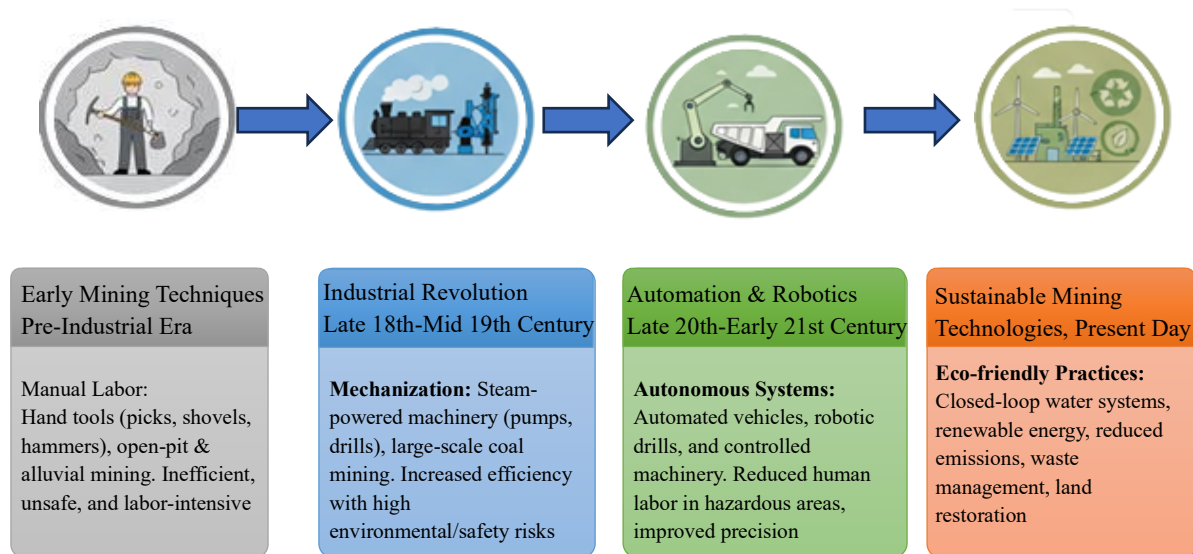 Early Mining Techniques
Pre-Industrial Era
Manual Labor:
Hand tools (picks, shovels,
hammers), open-pit &
alluvial mining. Inefficient,
unsafe, and labor-intensive
Industrial Revolution
Late 18th-Mid 19th Century
Mechanization: Steam-
powered machinery (pumps,
drills), large-scale coal
mining. Increased efficiency
with high
environmental/safety risks
Automation & Robotics
Late 20th-Early 21st Century
Autonomous Systems:
Automated vehicles, robotic
drills, and controlled
machinery. Reduced human
labor in hazardous areas,
improved precision
Sustainable Mining
Technologies, Present Day
Eco-friendly Practices:
Closed-loop water systems,
renewable energy, reduced
emissions, waste
management, land
restoration